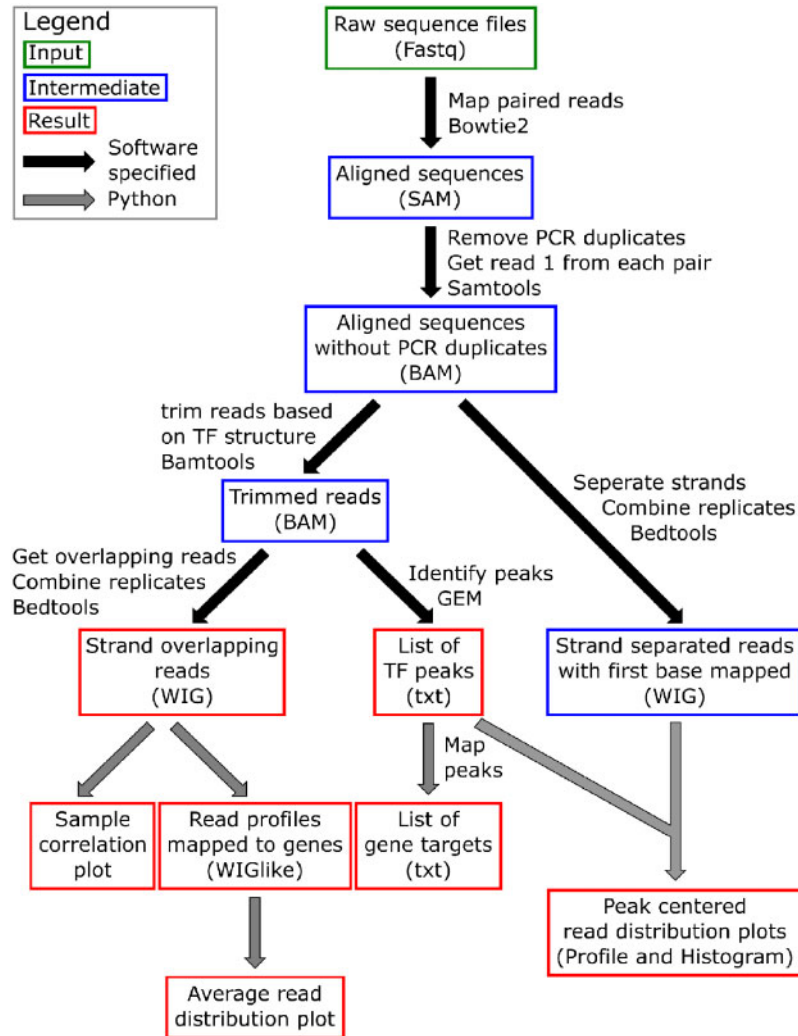 Legend
Input
Intermediate
Result
Software
specified
Python
Raw sequence files
(Fastq)
Map paired reads
Bowtie2
Aligned sequences
(SAM)
Remove PCR duplicates
Get read 1 from each pair
Samtools
Aligned sequences
without PCR duplicates
(BAM)
trim reads based
on TF structure
Bamtools
Seperate strands
Combine replicates
Bedtools
Trimmed reads
(BAM)
Get overlapping reads
Combine replicates
Bedtools
Identify peaks
GEM
Strand overlapping
reads
(WIG)
List of
TF peaks
(txt)
Strand separated reads
with first base mapped
(WIG)
Map
peaks
Sample
correlation
plot
Read profiles
mapped to genes
(WIGlike)
List of
gene targets
(txt)
Peak centered
read distribution plots
(Profile and Histogram)
Average read
distribution plot